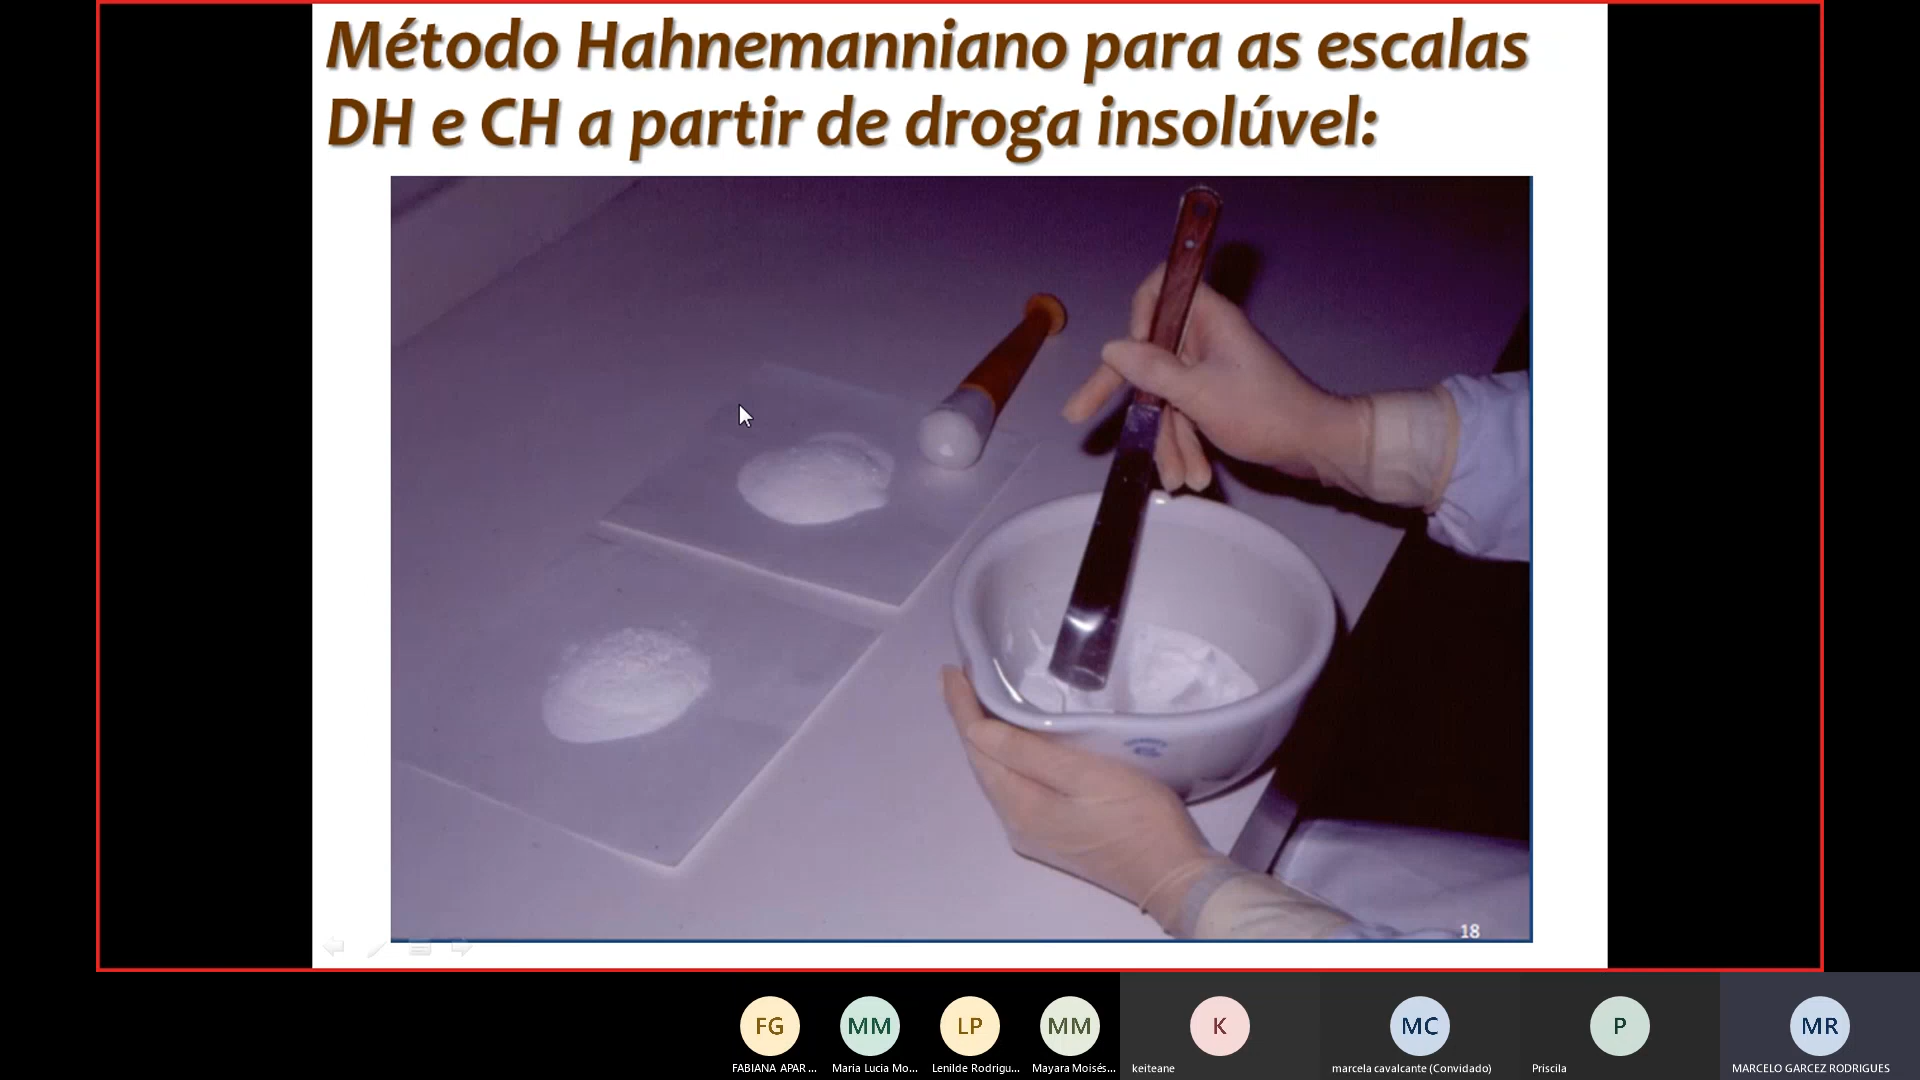 Método Hahnemanniano para as escalas
DH e CH a partir de droga insolúvel:
18
FG
MM
LP
MM
K
MC
P
MR
FABIANA APAR...
Maria Lucia Mo...
Lenilde Rodrigu...
Mayara Moisés...
keiteane
marcela cavalcante (Convidado)
Priscila
MARCELO GARCEZ RODRIGUES